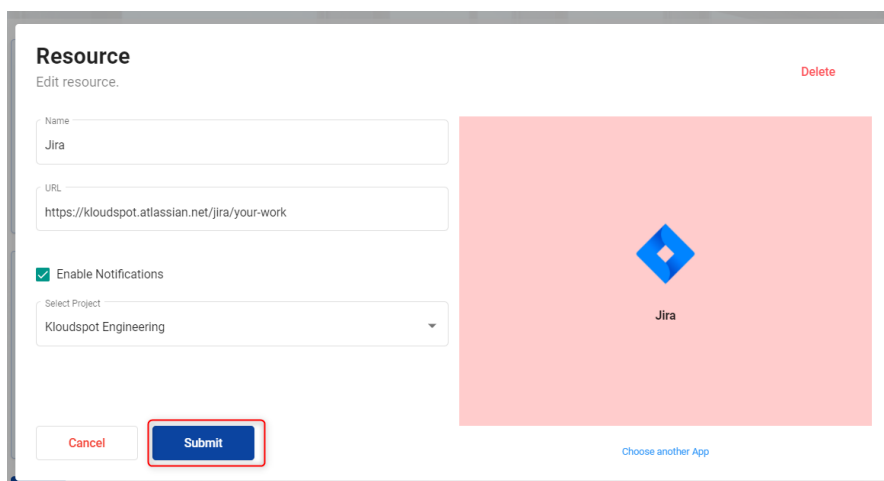 Resource
Edit resource.
Delete
Name
Jira
URL
https://kloudspot.atlassian.net/jira/your-work
Enable Notifications
Select Project
Kloudspot Engineering
Jira
Cancel
Submit
Choose another App